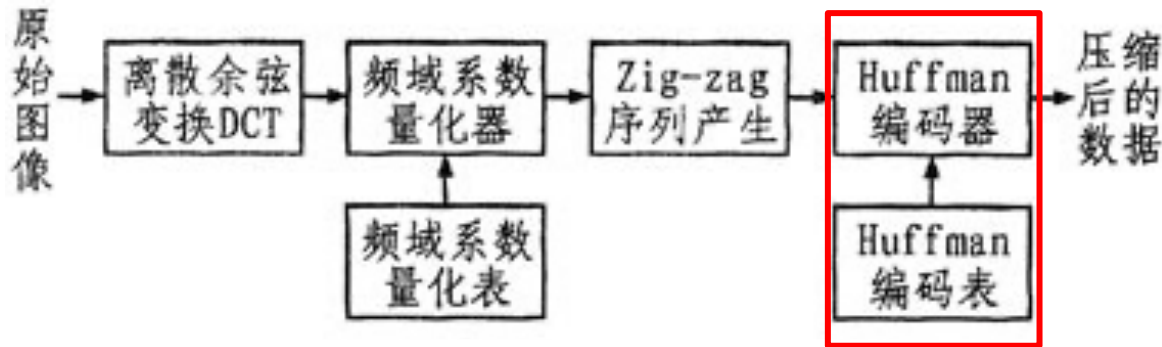 原
始
图
像
离散余弦
变换DCT
频域系数
量化器
Zig-zag
序列产生
Huffman
编码器
压缩
后的
数据
频域系数
量化表
Huffman
编码表